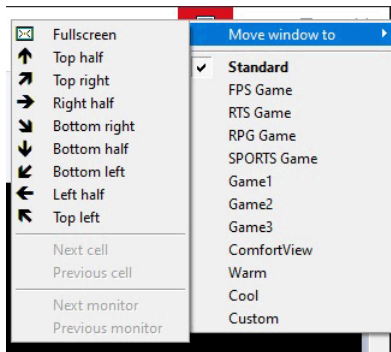 Fullscreen
Top half
Top right
Right half
Bottom right
Bottom half
Bottom left
Left half
Top left
Next cell
Previous cell
Next monitor
Previous monitor
Move window to
Standard
FPS Game
RTS Game
RPG Game
SPORTS Game
Game1
Game2
Game3
ComfortView
Warm
Cool
Custom